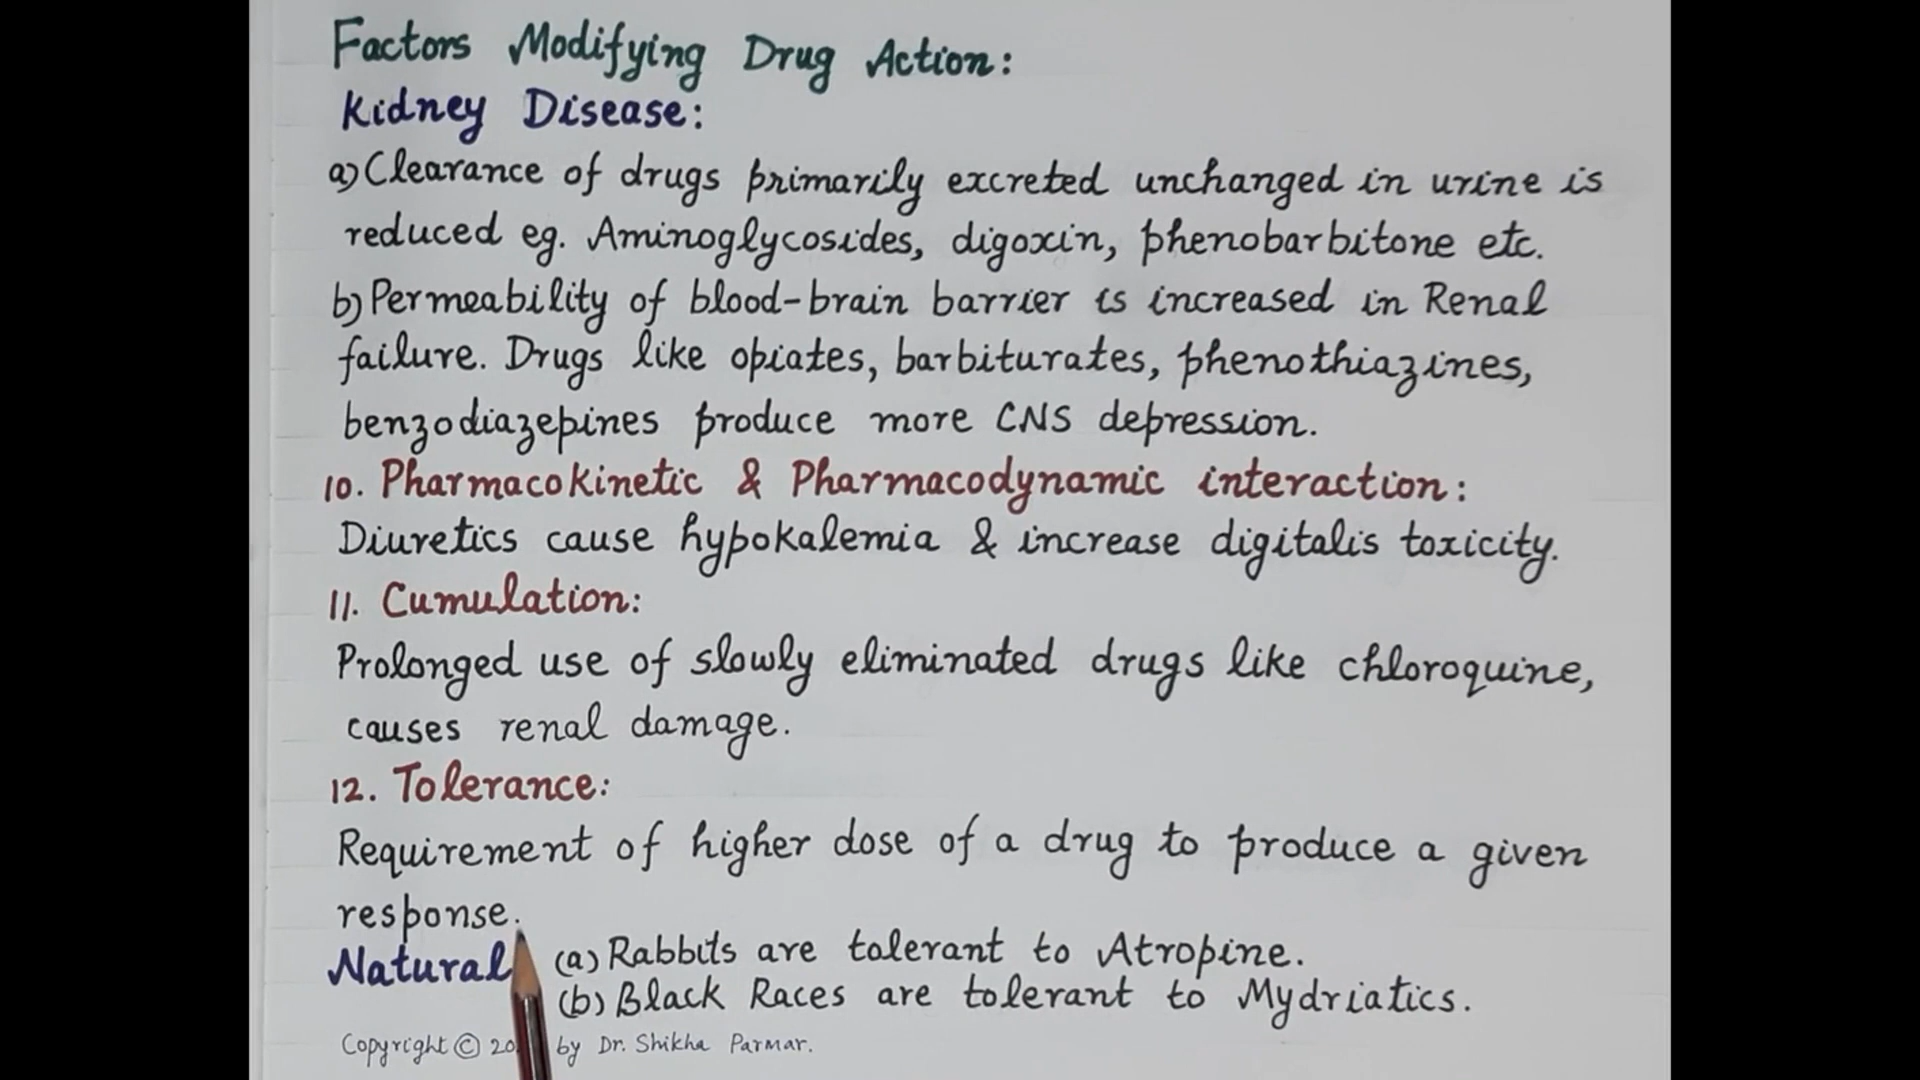 Factors Modifying Drug Action:
Kidney Disease:
a) Clearance of drugs primarily excreted unchanged in urine is
reduced eg. Aminoglycosides, digoxin, phenobarbitone etc.
b) Permeability of blood-brain barrier is increased in Renal
failure. Drugs like opiates, barbiturates, phenothiazines,
benzodiazepines produce more CNS depression.
10. Pharmacokinetic & Pharmacodynamic interaction:
Diuretics cause hypokalemia & increase digitalis toxicity.
11. Cumulation:
Prolonged use of slowly eliminated drugs like chloroquine,
causes renal damage.
12. Tolerance:
Requirement of higher dose of a drug to produce a given
response.
Natural (a) Rabbits are tolerant to Atropine.
(b) Black Races are tolerant to Mydriatics.
Copyright © by Dr. Shikha Parmar.